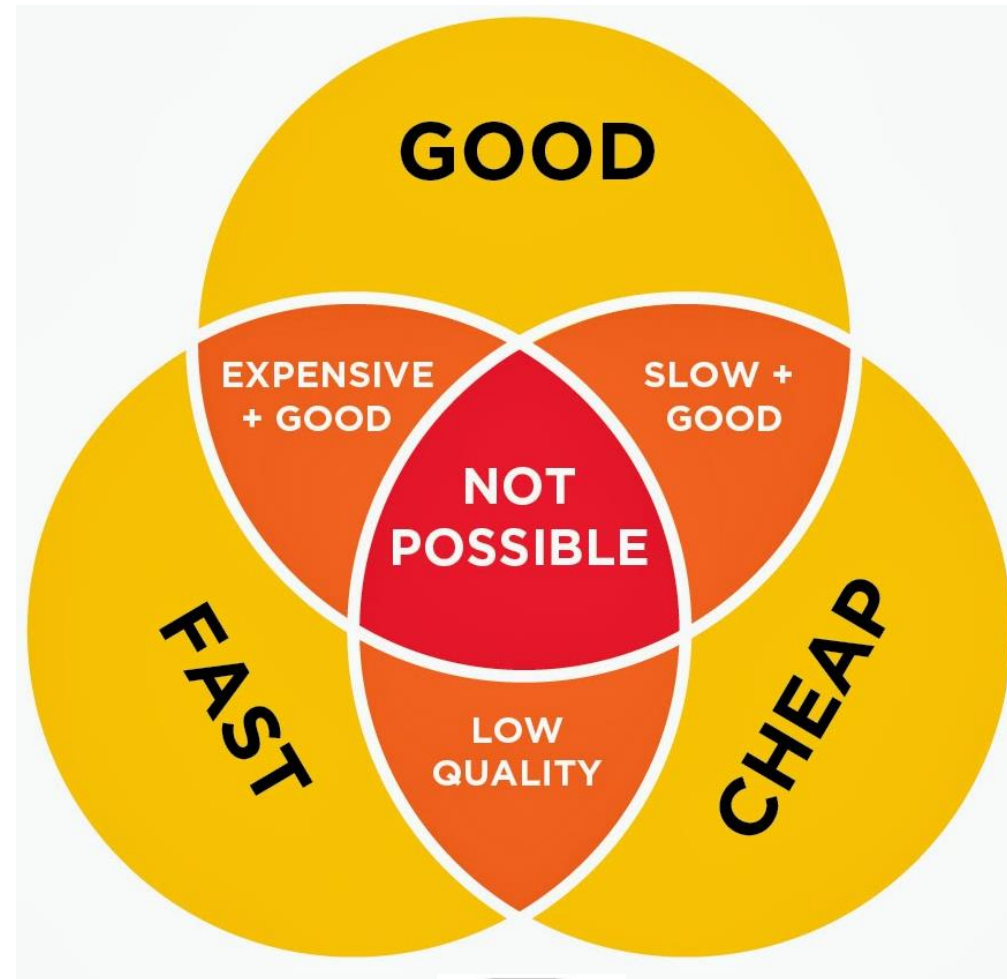 GOOD
EXPENSIVE
+ GOOD
SLOW +
GOOD
NOT
POSSIBLE
FAST
CHEAP
LOW
QUALITY